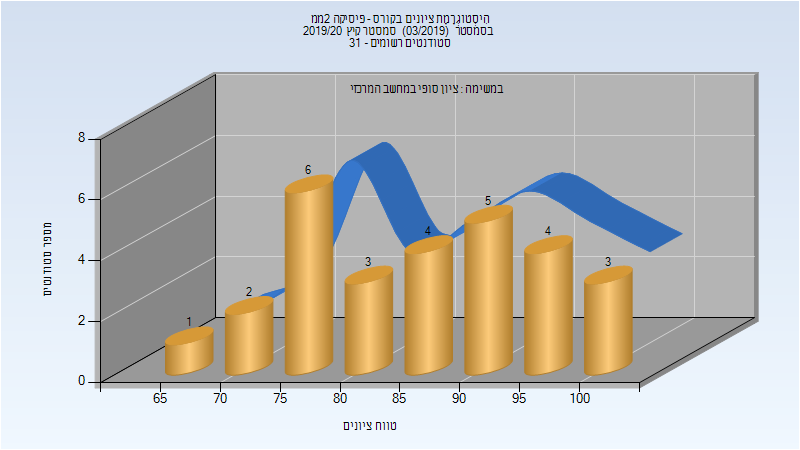 היסטוגרמת ציונים בקורס - פיסיקה 2ממ
בסמסטר (03/2019) סמסטר קיץ 2019/20
סטודנטים רשומים - 31
במשימה : ציון סופי במחשב המרכזי
מספר סטודנטים
8
6
4
2
0
1
2
6
3
4
5
4
3
65 70 75 80 85 90 95 100
טווח ציונים